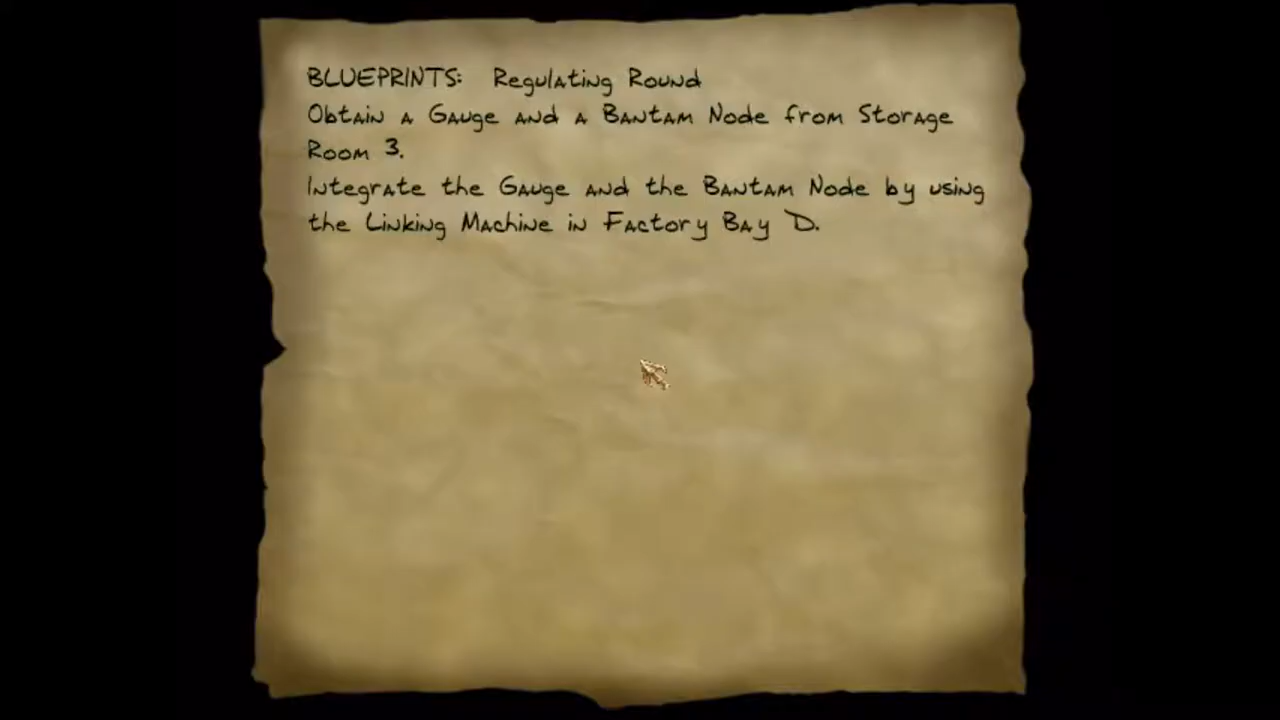 BLUEPRINTS: Regulating Round
Obtain a Gauge and a Bantam Node from Storage
Room 3.
Integrate the Gauge and the Bantam Node by using
the Linking Machine in Factory Bay D.